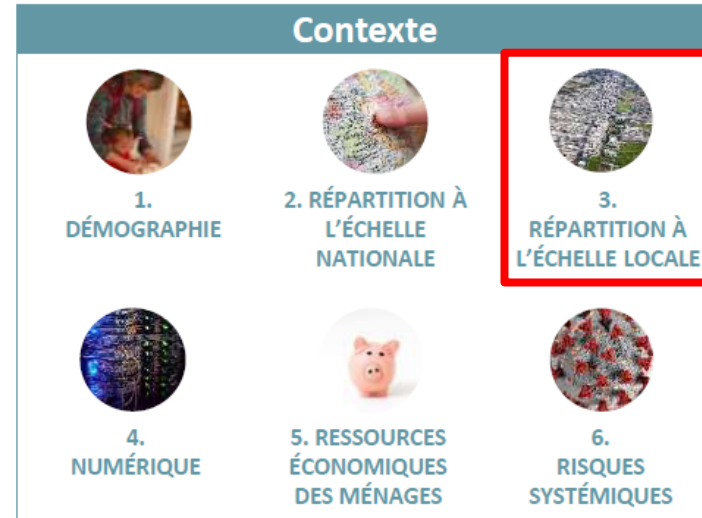 Contexte
1.
DÉMOGRAPHIE
2. RÉPARTITION À
L'ÉCHELLE
NATIONALE
3.
RÉPARTITION À
L'ÉCHELLE LOCALE
4.
NUMÉRIQUE
5. RESSOURCES
ÉCONOMIQUES
DES MÉNAGES
6.
RISQUES
SYSTÉMIQUES